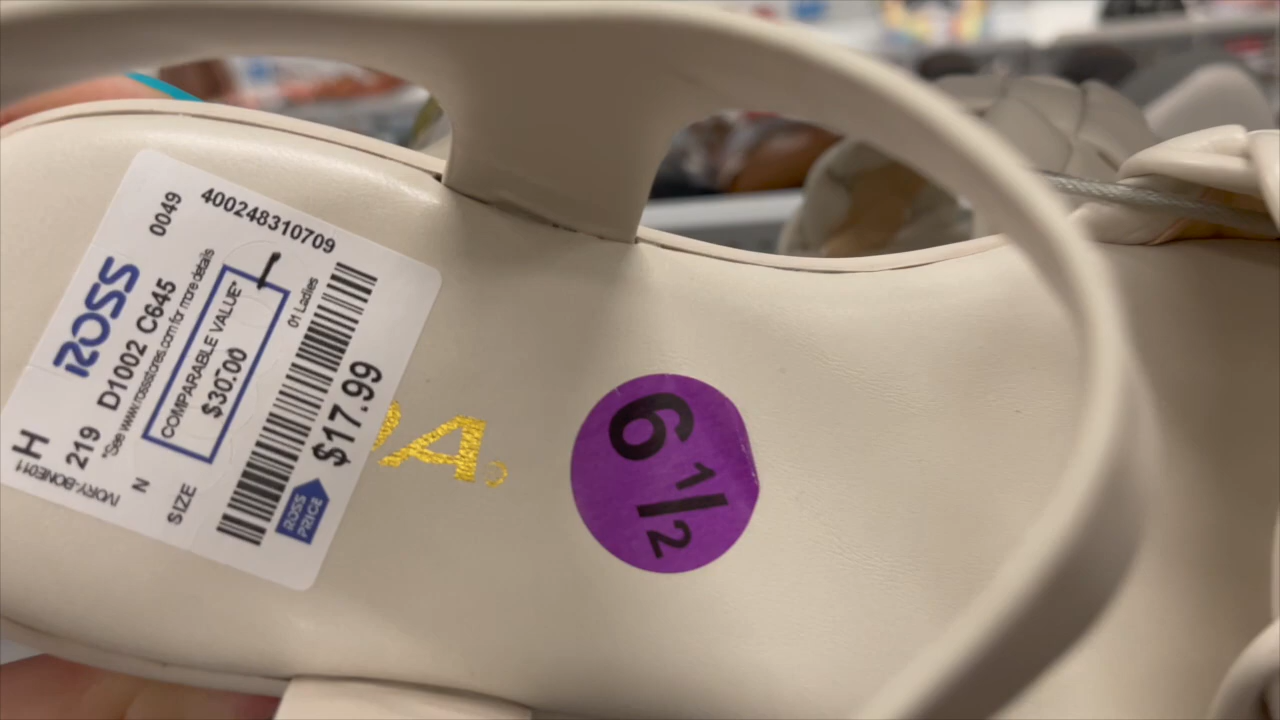 0049
400248310709
ROSS
D1002 C645
*See www.rossstores.com for more details
COMPARABLE VALUE*
$30.00
01 Ladies
H
219
IVORY-BONE011
N
SIZE
$17.99
ROSS
PRICE
A
6 1/2